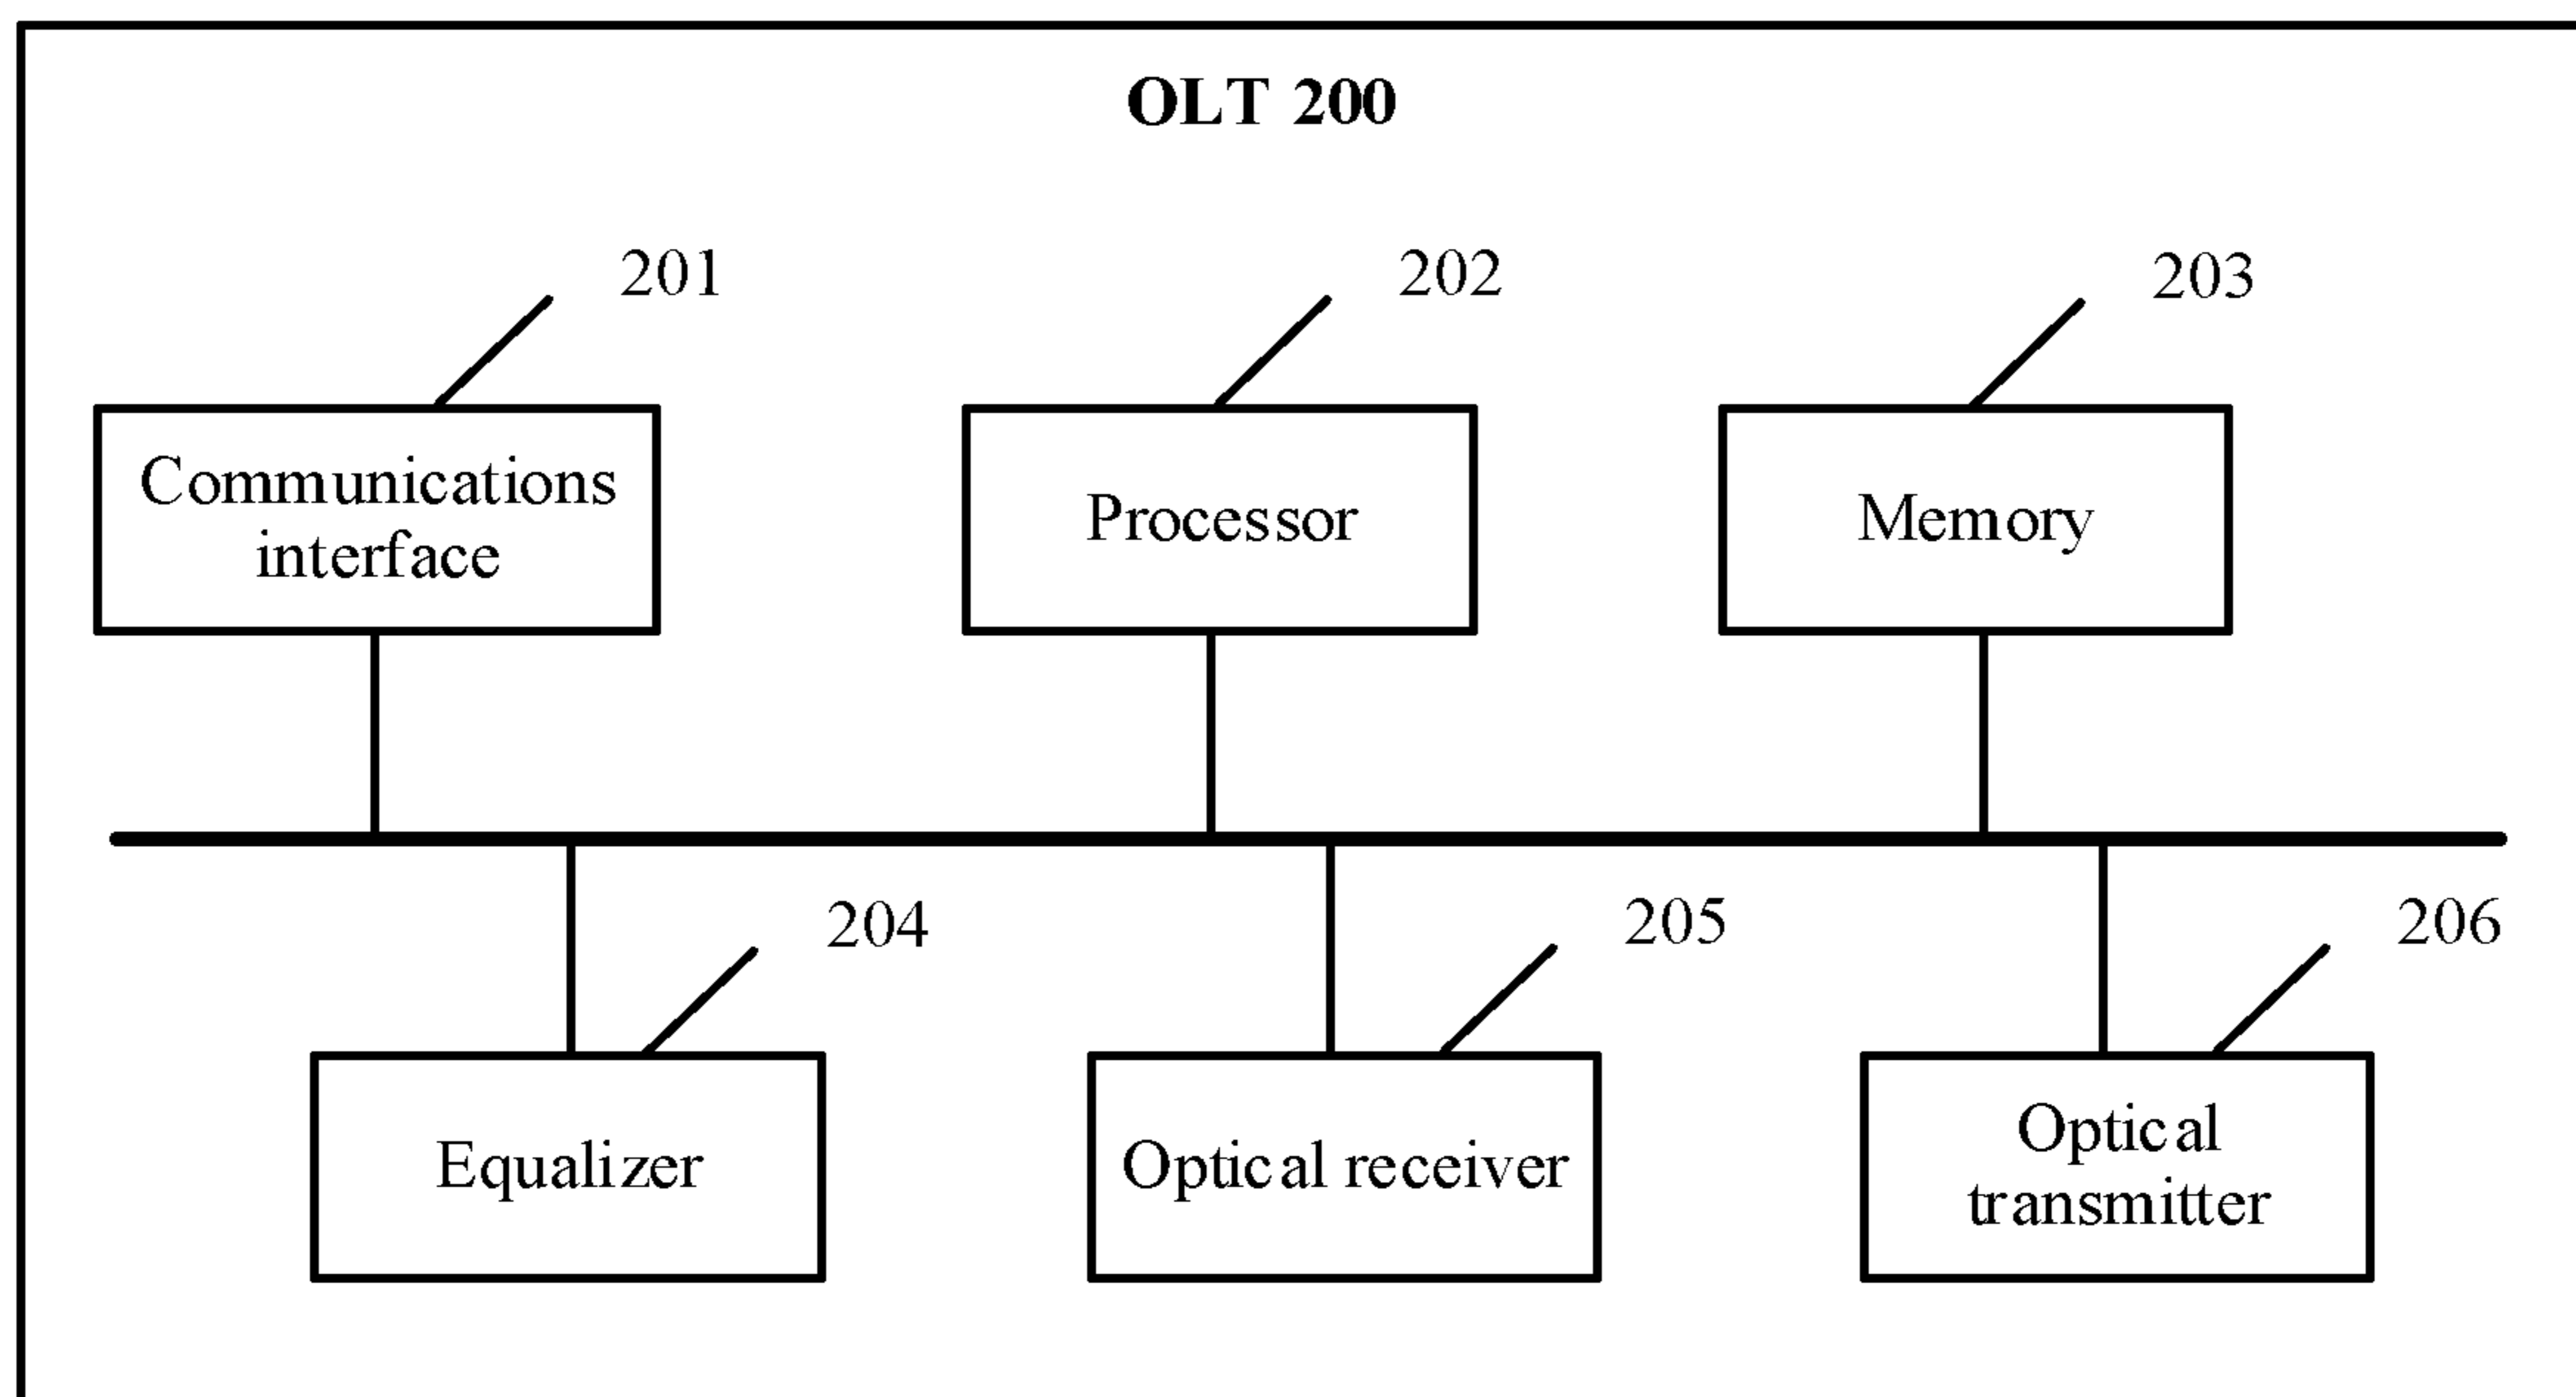 OLT 200
201
202
203
Communications
interface
Processor
Memory
204
205
206
Equalizer
Optical receiver
Optical
transmitter